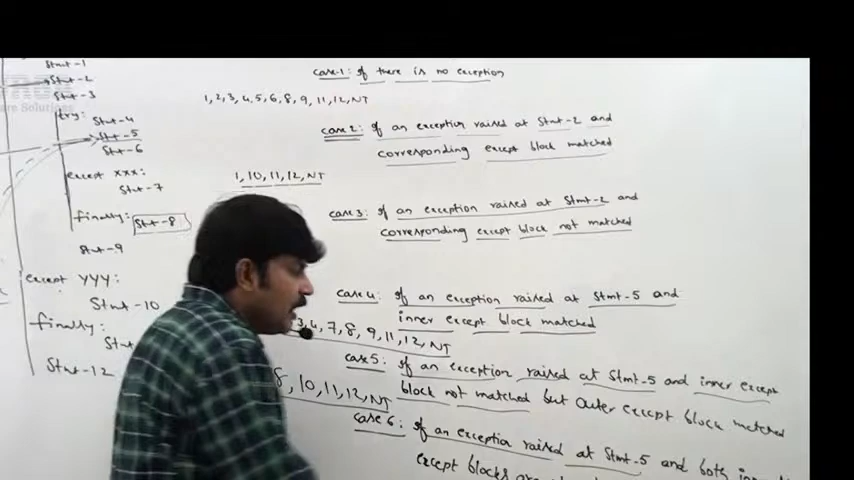 stmt-1
stmt-2
stmt-3
try:
stmt-4
stmt-5
stmt-6
except xxx:
stmt-7
finally: stmt-8
stmt-9
except yyy:
stmt-10
finally:
stmt-12
case-1: if there is no exception
1,2,3,4,5,6,8,9,11,12,NT
case 2: if an exception raised at stmt-2 and
corresponding except block matched
1,10,11,12,NT
case 3: if an exception raised at stmt-2 and
corresponding except block not matched
case 4: if an exception raised at stmt-5 and
inner except block matched
3,4,7,8,9,11,12,NT
case 5: if an exception raised at stmt-5 and inner except
block not matched but outer except block matched
8,10,11,12,NT
case 6: if an exception raised at stmt-5 and both
except blocks